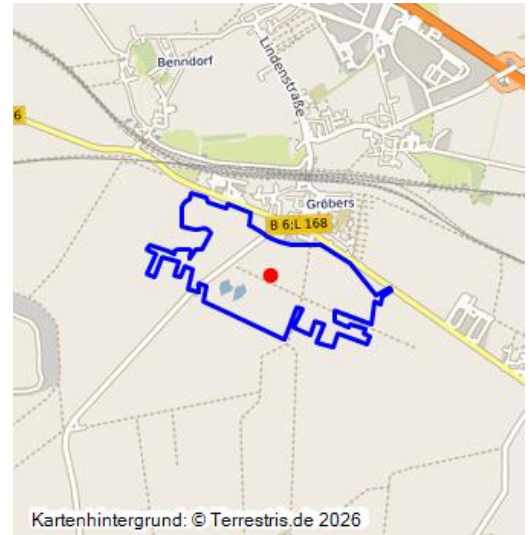 Benndorf
Lindenstraße
6
Gröbers
B 6;L 168
Kartenhintergrund: © Terrestris.de 2026